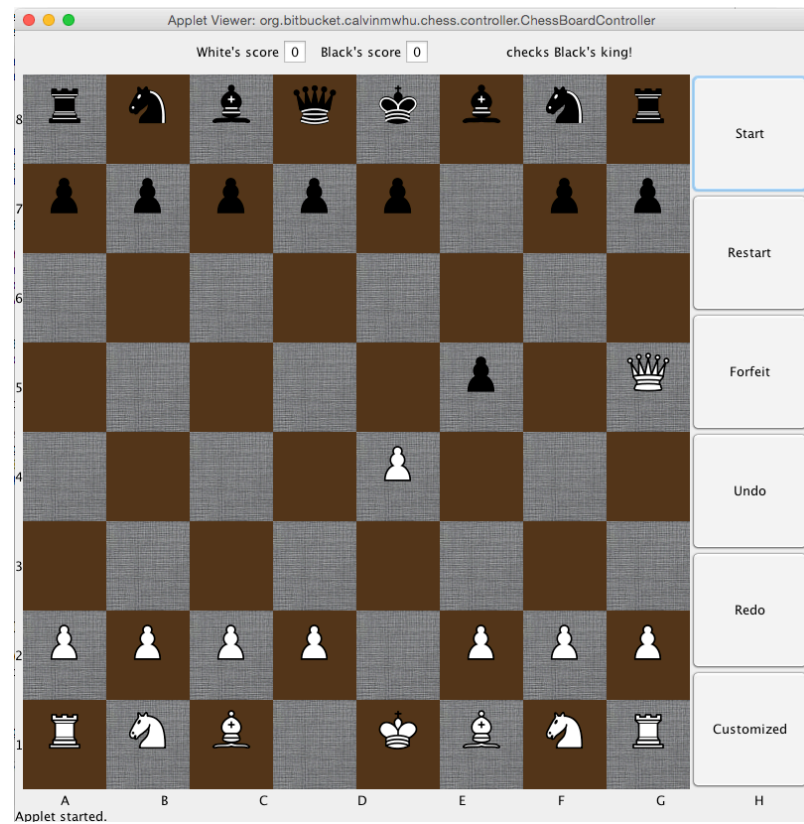 Applet Viewer: org.bitbucket.calvinmwhu.chess.controller.ChessBoardController
White's score 0 Black's score 0 checks Black's king!
8
Start
7
Restart
6
5
Forfeit
4
Undo
3
Redo
2
1
Customized
A B C D E F G H
Applet started.